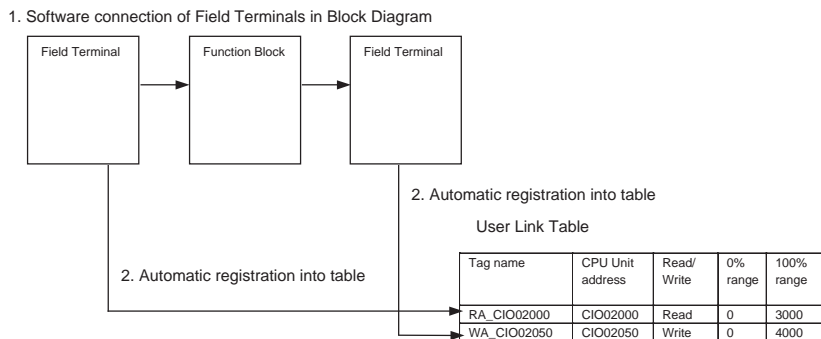 1. Software connection of Field Terminals in Block Diagram
Field Terminal
Function Block
Field Terminal
2. Automatic registration into table
User Link Table
2. Automatic registration into table
Tag name CPU Unit address Read/ Write 0% range 100% range
RA_CIO02000 CIO02000 Read 0 3000
WA_CIO02050 CIO02050 Write 0 4000